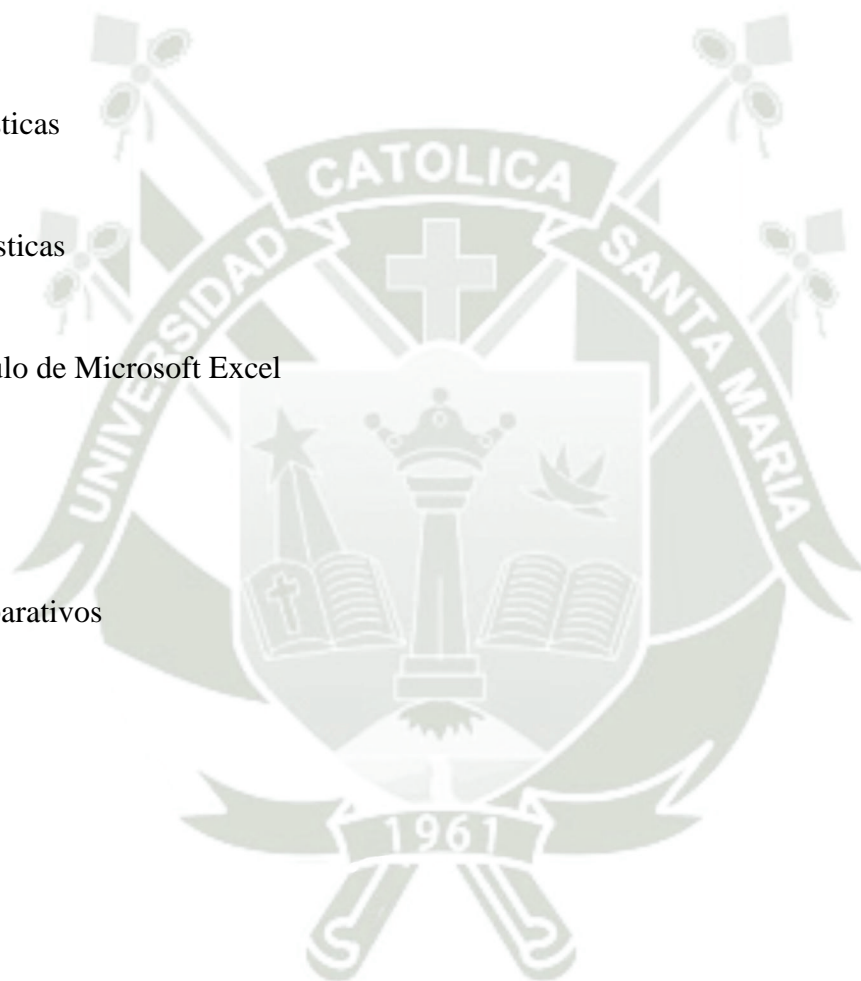 ticas
sticas
ulo de Microsoft Excel
arativos
UNIVERSIDAD CATOLICA SANTA MARIA
1961